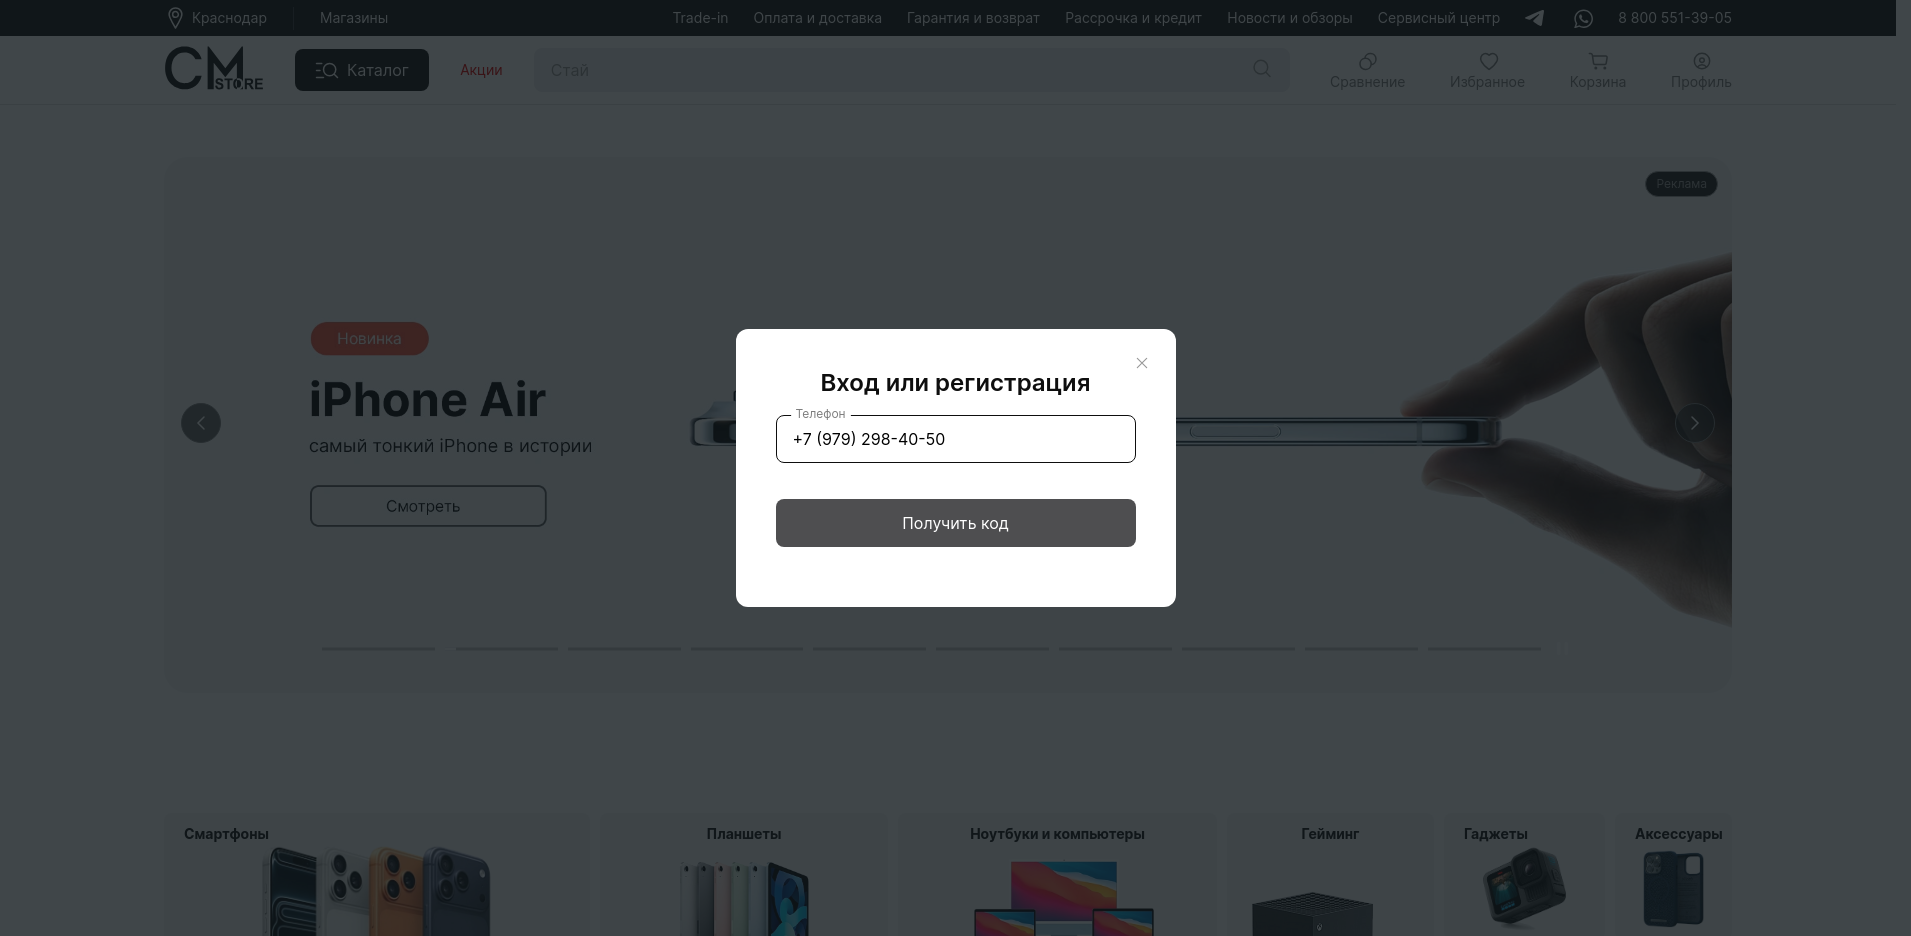 Краснодар
Магазины
Trade-in
Оплата и доставка
Гарантия и возврат
Рассрочка и кредит
Новости и обзоры
Сервисный центр
8 800 551-39-05
CM STORE
Каталог
Акции
Стай
Сравнение
Избранное
Корзина
Профиль
Реклама
Новинка
iPhone Air
самый тонкий iPhone в истории
Смотреть
Вход или регистрация
Телефон
+7 (979) 298-40-50
Получить код
Смартфоны
Планшеты
Ноутбуки и компьютеры
Гейминг
Гаджеты
Аксессуары